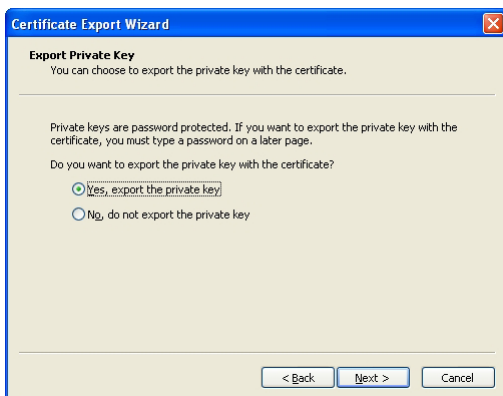 Certificate Export Wizard
Export Private Key
You can choose to export the private key with the certificate.
Private keys are password protected. If you want to export the private key with the
certificate, you must type a password on a later page.
Do you want to export the private key with the certificate?
Yes, export the private key
No, do not export the private key
< Back
Next >
Cancel